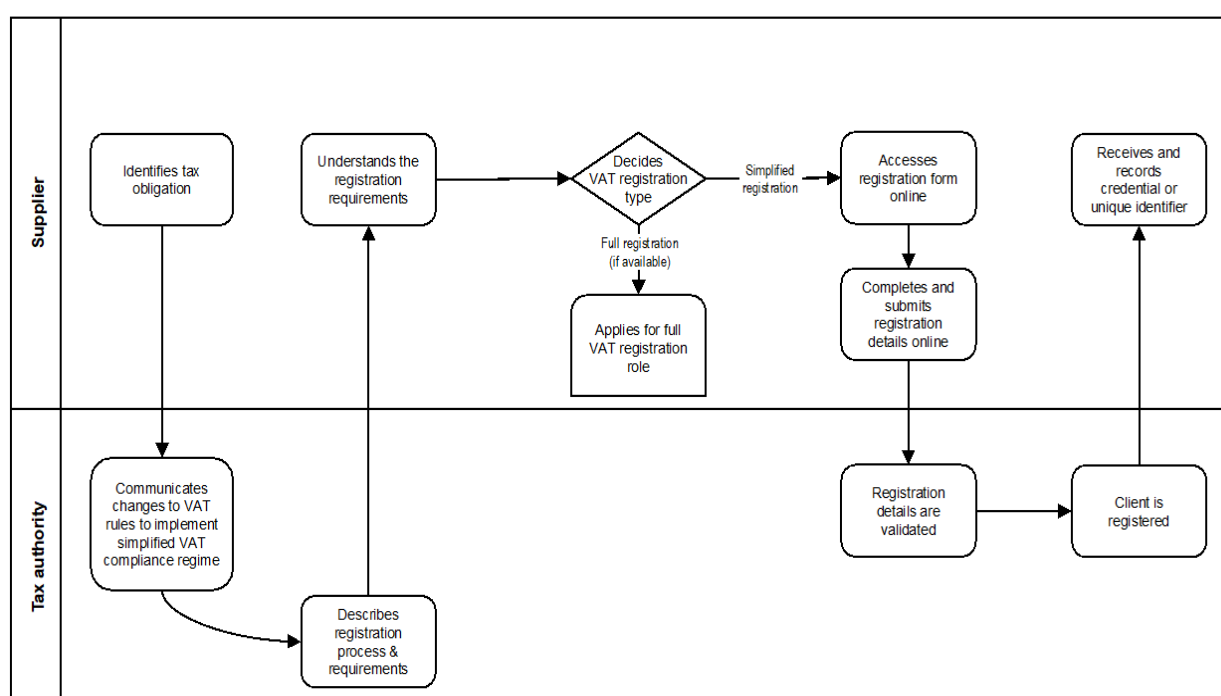 Supplier
Identifies tax
obligation
Understands the
registration
requirements
Decides
VAT registration
type
Simplified
registration
Full registration
(if available)
Applies for full
VAT registration
role
Accesses
registration form
online
Completes and
submits
registration
details online
Receives and
records
credential or
unique identifier
Tax authority
Communicates
changes to VAT
rules to implement
simplified VAT
compliance regime
Describes
registration
process &
requirements
Registration
details are
validated
Client is
registered